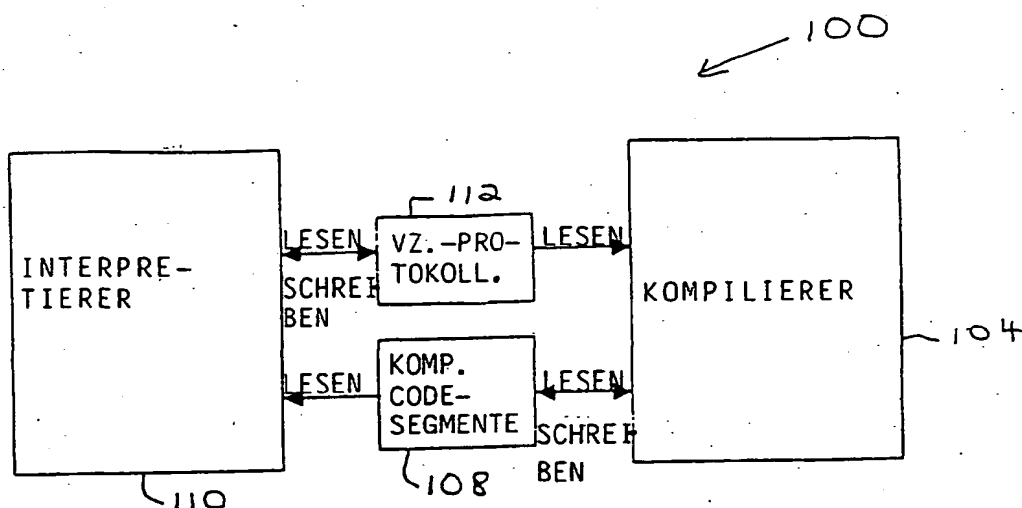 100
112
LESEN
VZ.-PRO-
TOKOLL.
LESEN
INTERPRE-
TIERER
SCHREI
BEN
KOMPILIERER
104
LESEN
KOMP.
CODE-
SEGMENTE
LESEN
SCHREI
BEN
108
110